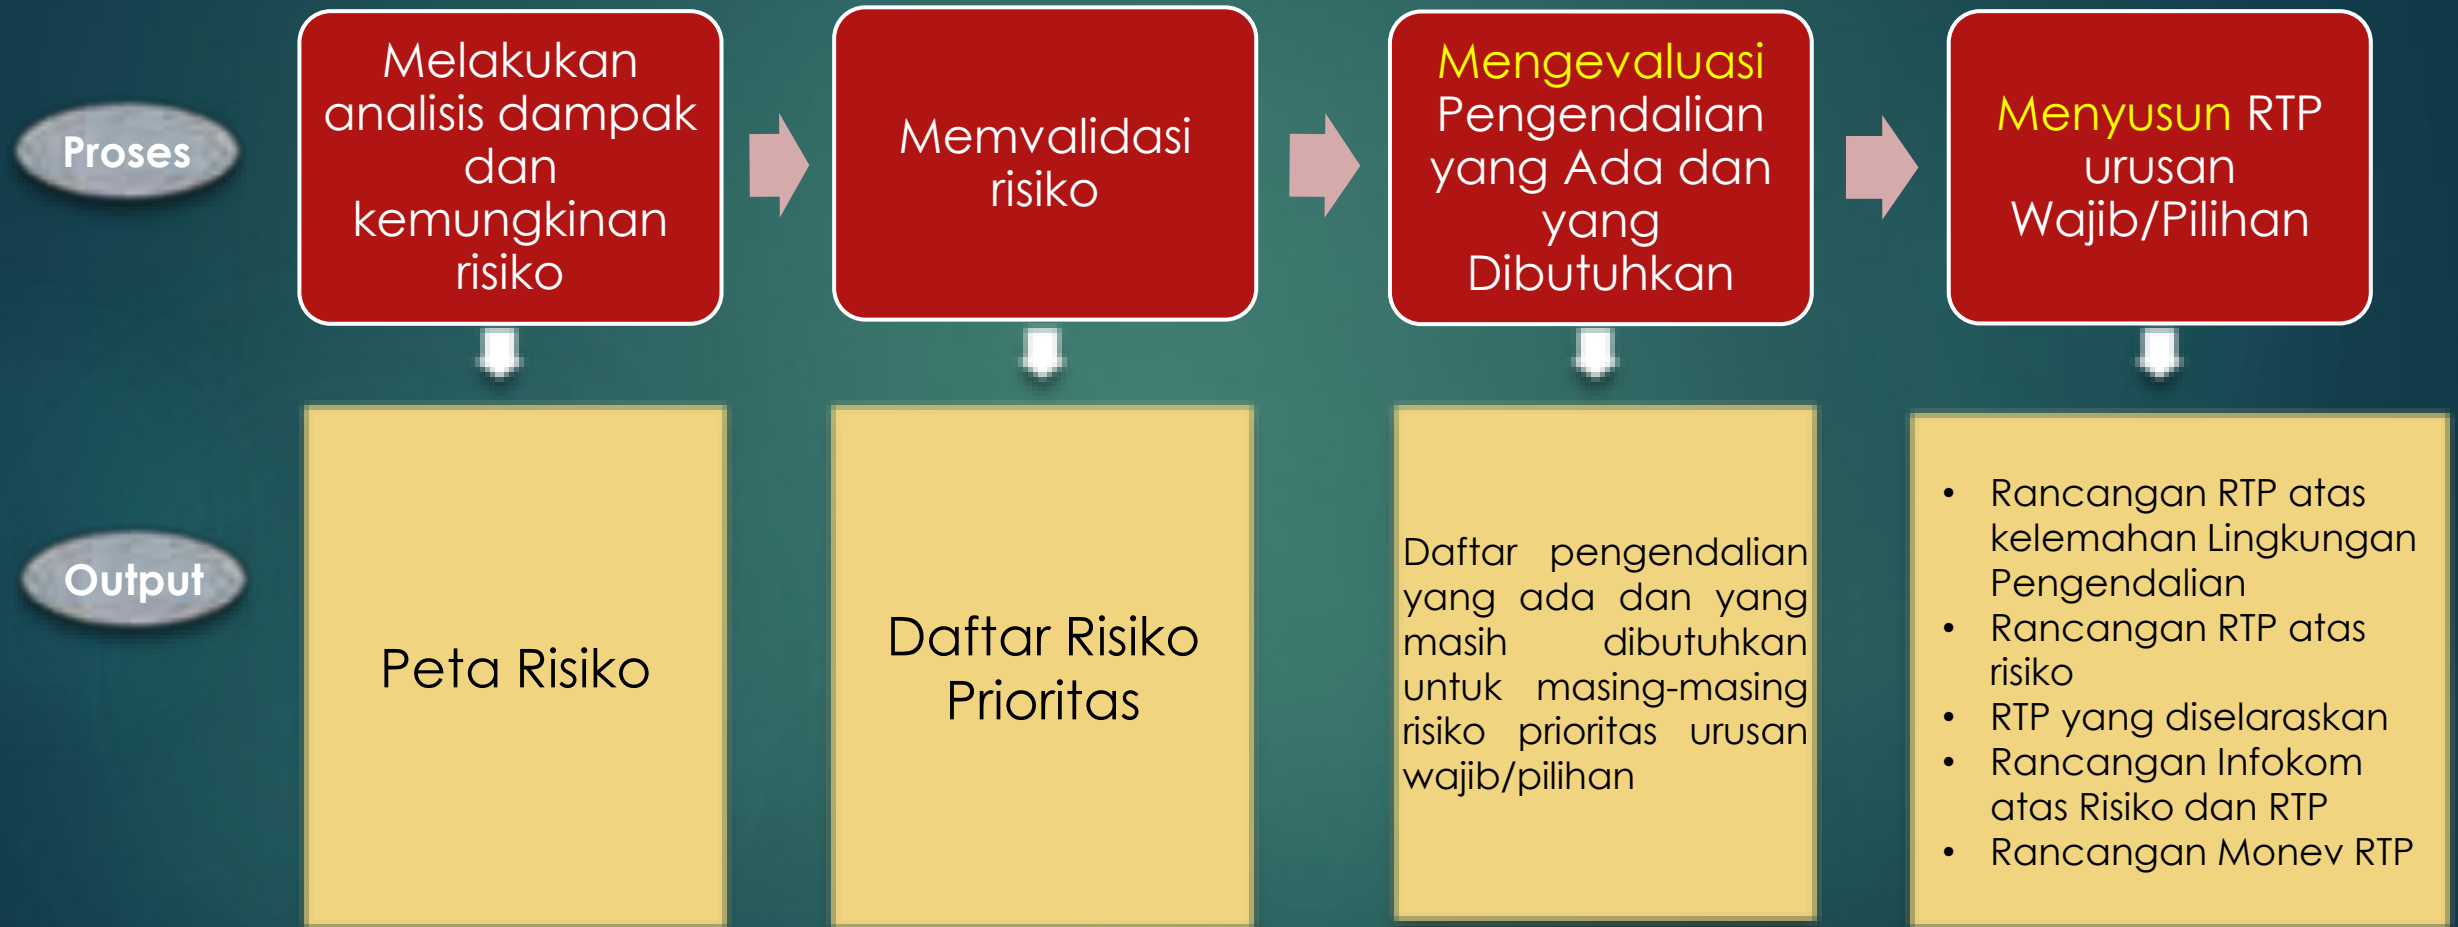 Proses
Melakukan
analisis dampak
dan
kemungkinan
risiko
Memvalidasi
risiko
Mengevaluasi
Pengendalian
yang Ada dan
yang
Dibutuhkan
Menyusun RTP
urusan
Wajib/Pilihan
Output
Peta Risiko
Daftar Risiko
Prioritas
Daftar pengendalian
yang ada dan yang
masih dibutuhkan
untuk masing-masing
risiko prioritas urusan
wajib/pilihan
• Rancangan RTP atas
kelemahan Lingkungan
Pengendalian
• Rancangan RTP atas
risiko
• RTP yang diselaraskan
• Rancangan Infokom
atas Risiko dan RTP
• Rancangan Monev RTP